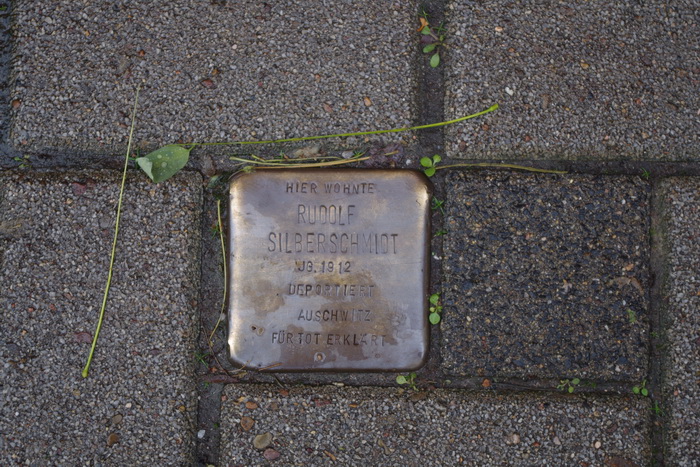 HIER WOHNTE
RUDOLF
SILBERSCHMIDT
JG. 1912
DEPORTIERT
AUSCHWITZ
FÜR TOT ERKLÄRT